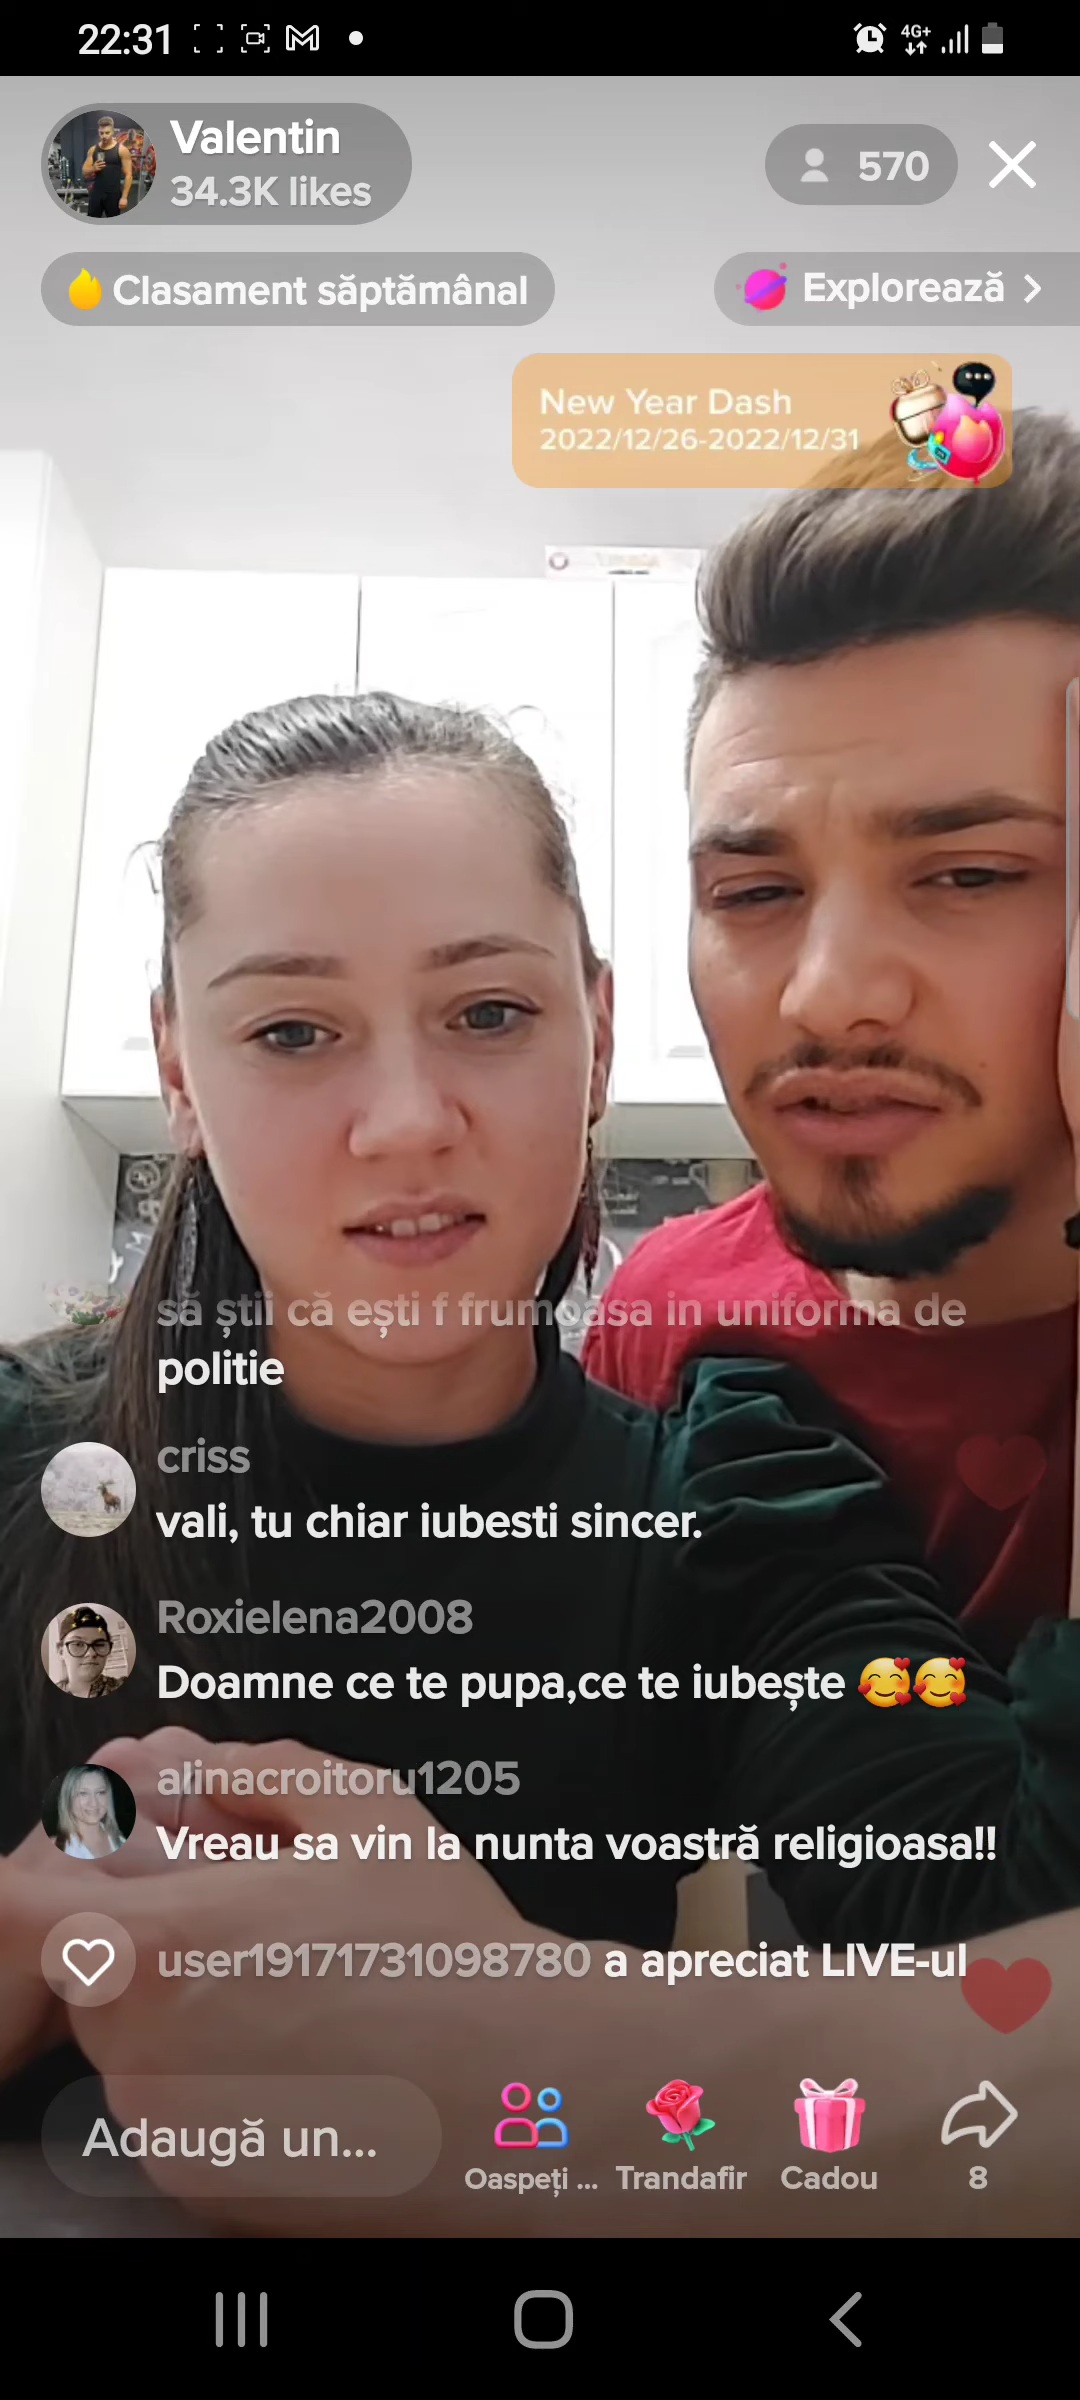 22:31
4G+
Valentin
34.3K likes
570
Clasament săptămânal
Explorează
New Year Dash
2022/12/26-2022/12/31
să știi că ești f frumoasa in uniforma de
politie
criss
vali, tu chiar iubesti sincer.
Roxielena2008
Doamne ce te pupa,ce te iubește 🥰🥰
alinacroitoru1205
Vreau sa vin la nunta voastră religioasa!!
user19171731098780 a apreciat LIVE-ul
Adaugă un...
Oaspeți ...
Trandafir
Cadou
8